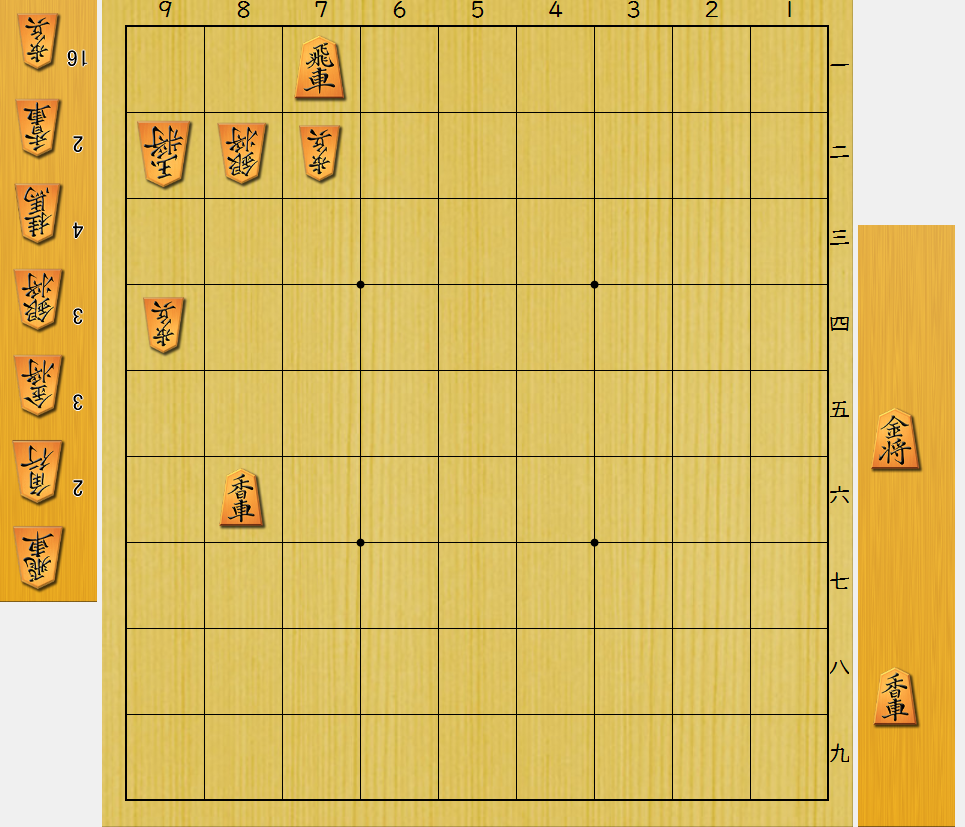 9 8 7 6 5 4 3 2 1
一
二
三
四
五
六
七
八
九
飛車
王将 銀将 歩兵
歩兵
香車
歩兵 16
香車 2
桂馬 4
銀将 3
金将 3
角行 2
飛車
金将
香車